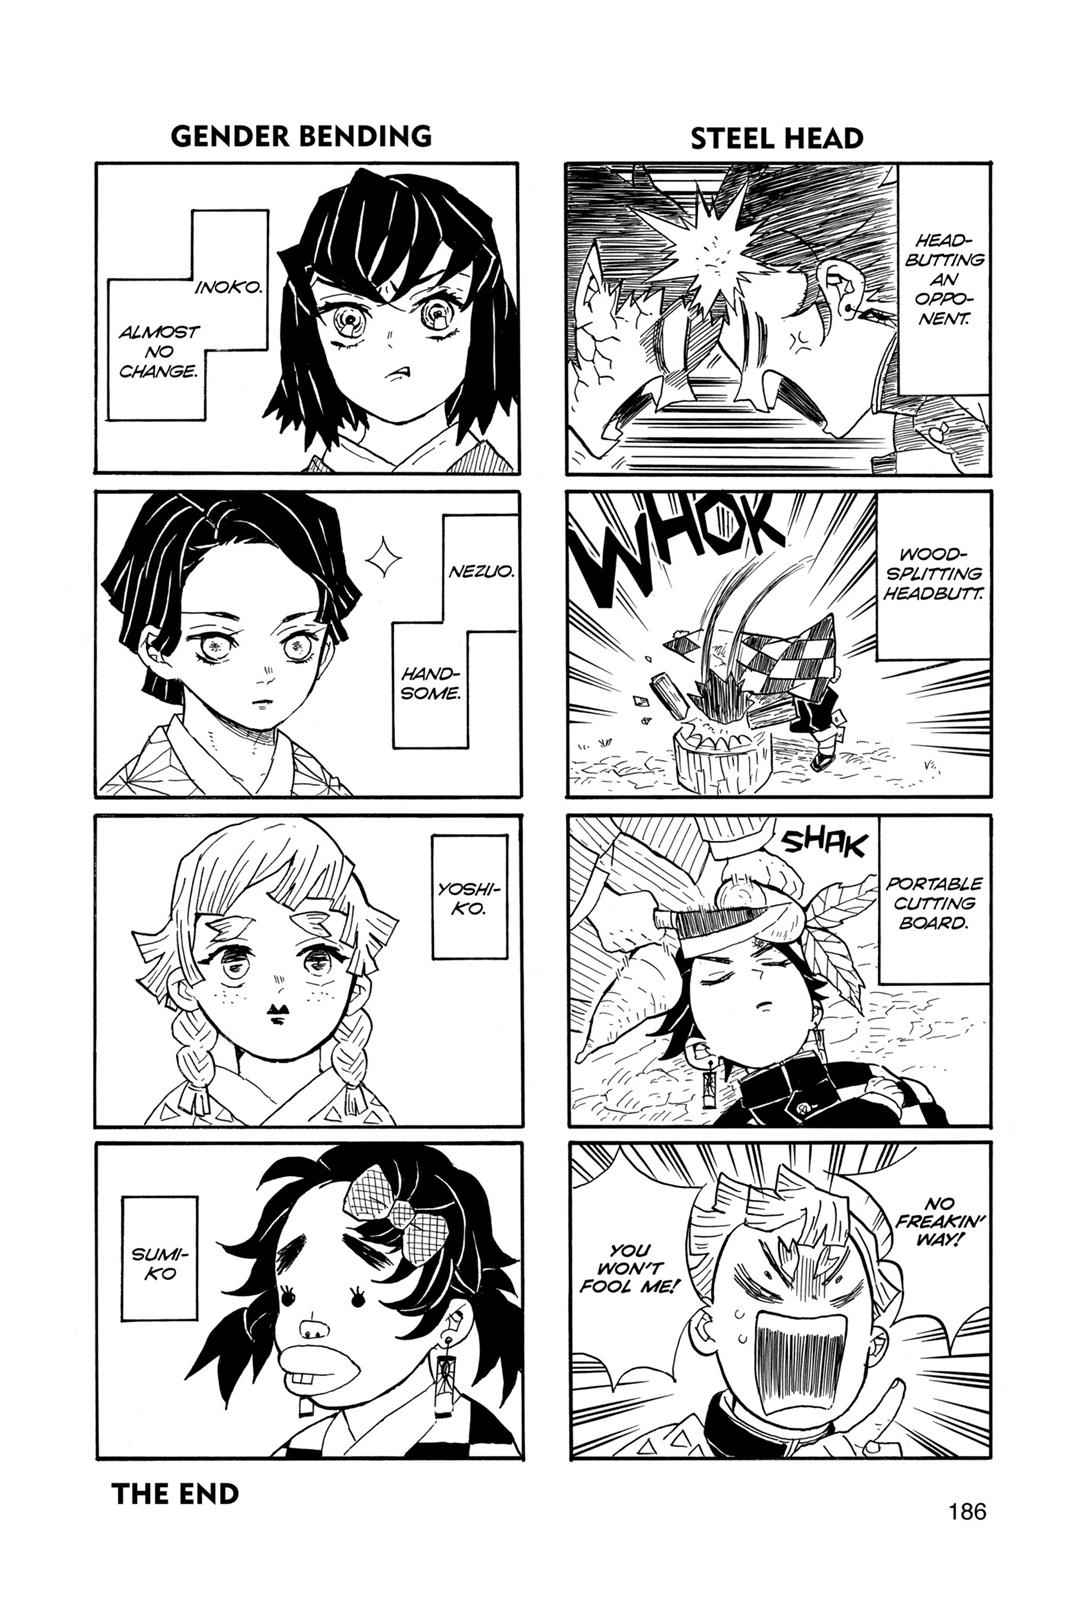 STEEL HEAD
HEAD-
BUTTING
AN
OPPO-
NENT.
WHOK
WOOD-
SPLITTING
HEADBUTT.
SHAK
PORTABLE
CUTTING
BOARD.
NO
FREAKIN'
WAY!
YOU
WON'T
FOOL ME!
GENDER BENDING
INOKO.
ALMOST
NO
CHANGE.
NEZUO.
HAND-
SOME.
YOSHI-
KO.
SUMI-
KO
THE END
186